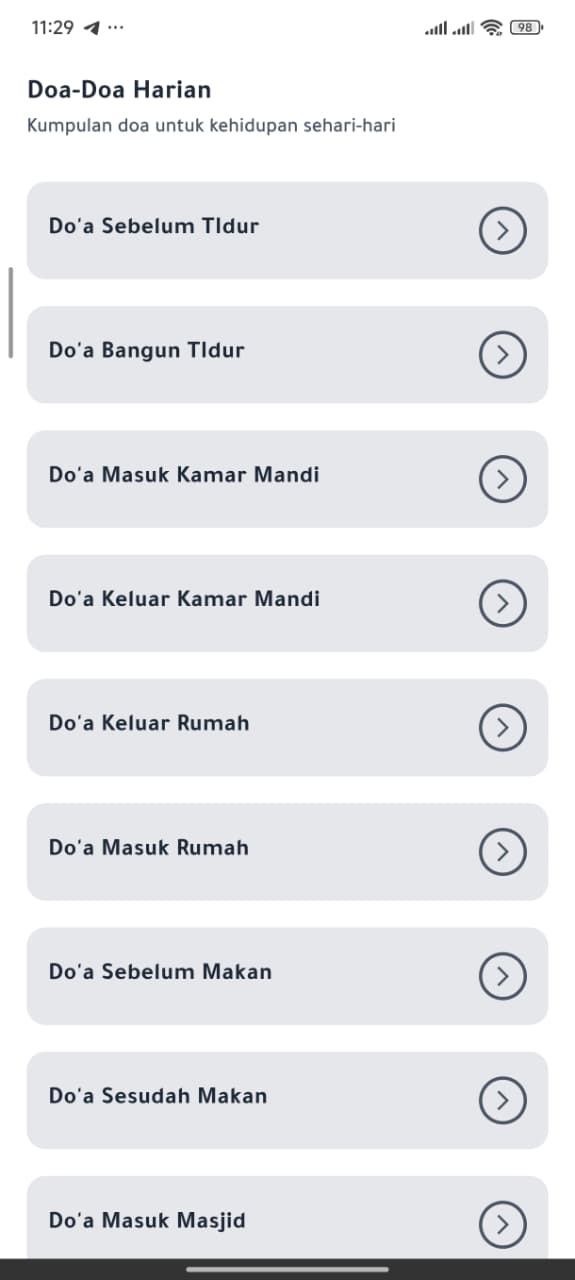 11:29 ...
98
Doa-Doa Harian
Kumpulan doa untuk kehidupan sehari-hari
Do'a Sebelum TIdur
Do'a Bangun TIdur
Do'a Masuk Kamar Mandi
Do'a Keluar Kamar Mandi
Do'a Keluar Rumah
Do'a Masuk Rumah
Do'a Sebelum Makan
Do'a Sesudah Makan
Do'a Masuk Masjid